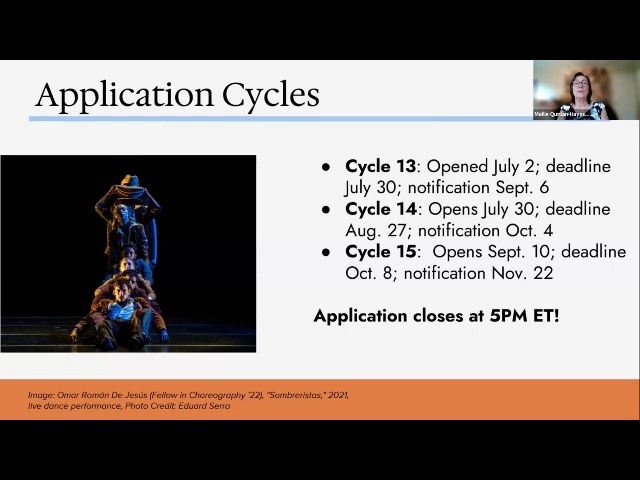 Application Cycles
● Cycle 13: Opened July 2; deadline
July 30; notification Sept. 6
● Cycle 14: Opens July 30; deadline
Aug. 27; notification Oct. 4
● Cycle 15: Opens Sept. 10; deadline
Oct. 8; notification Nov. 22
Application closes at 5PM ET!
Image: Omar Román De Jesús (Fellow in Choreography '22), "Sombreristas," 2021,
live dance performance, Photo Credit: Eduard Serra
Mollie